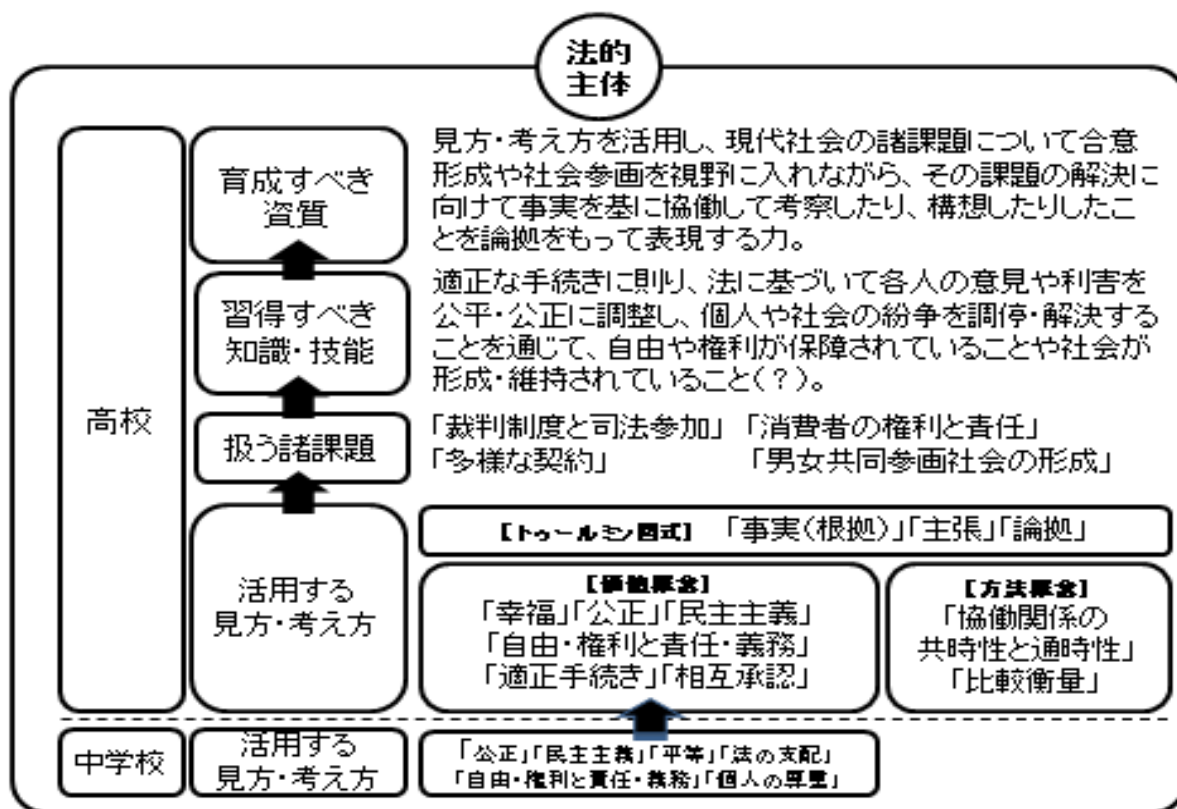 法的
主体
高校
育成すべき
資質
見方・考え方を活用し、現代社会の諸課題について合意
形成や社会参画を視野に入れながら、その課題の解決に
向けて事実を基に協働して考察したり、構想したりしたこ
とを論拠をもって表現する力。
習得すべき
知識・技能
適正な手続きに則り、法に基づいて各人の意見や利害を
公平・公正に調整し、個人や社会の紛争を調停・解決する
ことを通じて、自由や権利が保障されていることや社会が
形成・維持されていること(？)。
扱う諸課題
「裁判制度と司法参加」 「消費者の権利と責任」
「多様な契約」 「男女共同参画社会の形成」
活用する
見方・考え方
【トゥールミン図式】 「事実(根拠)」「主張」「論拠」
【価値概念】
「幸福」「公正」「民主主義」
「自由・権利と責任・義務」
「適正手続き」「相互承認」
【方法概念】
「協働関係の
共時性と通時性」
「比較衡量」
中学校
活用する
見方・考え方
「公正」「民主主義」「平等」「法の支配」
「自由・権利と責任・義務」「個人の尊重」